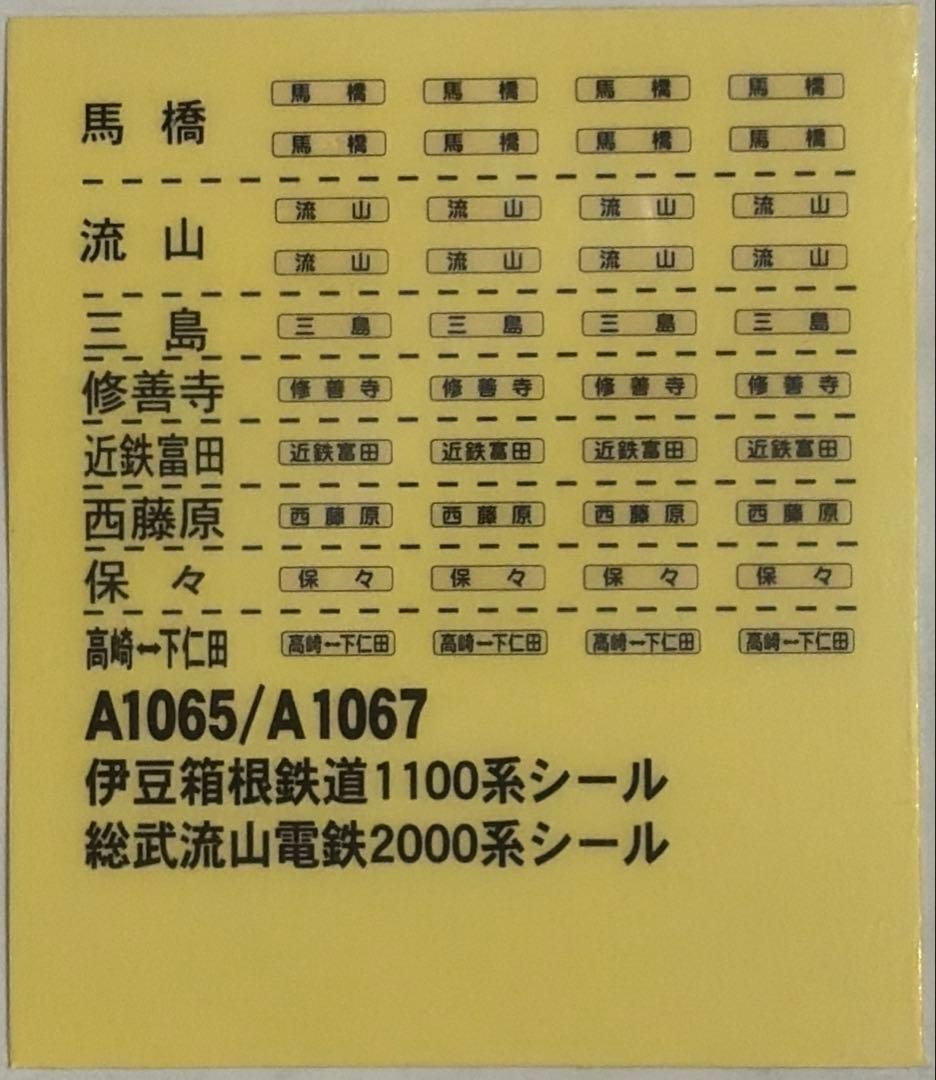 馬橋 馬橋 馬橋 馬橋 馬橋
馬橋 馬橋 馬橋 馬橋
流山 流山 流山 流山 流山
流山 流山 流山 流山
三島 三島 三島 三島 三島
修善寺 修善寺 修善寺 修善寺 修善寺
近鉄富田 近鉄富田 近鉄富田 近鉄富田 近鉄富田
西藤原 西藤原 西藤原 西藤原 西藤原
保々 保々 保々 保々 保々
高崎↔下仁田 高崎↔下仁田 高崎↔下仁田 高崎↔下仁田 高崎↔下仁田
A1065/A1067
伊豆箱根鉄道1100系シール
総武流山電鉄2000系シール